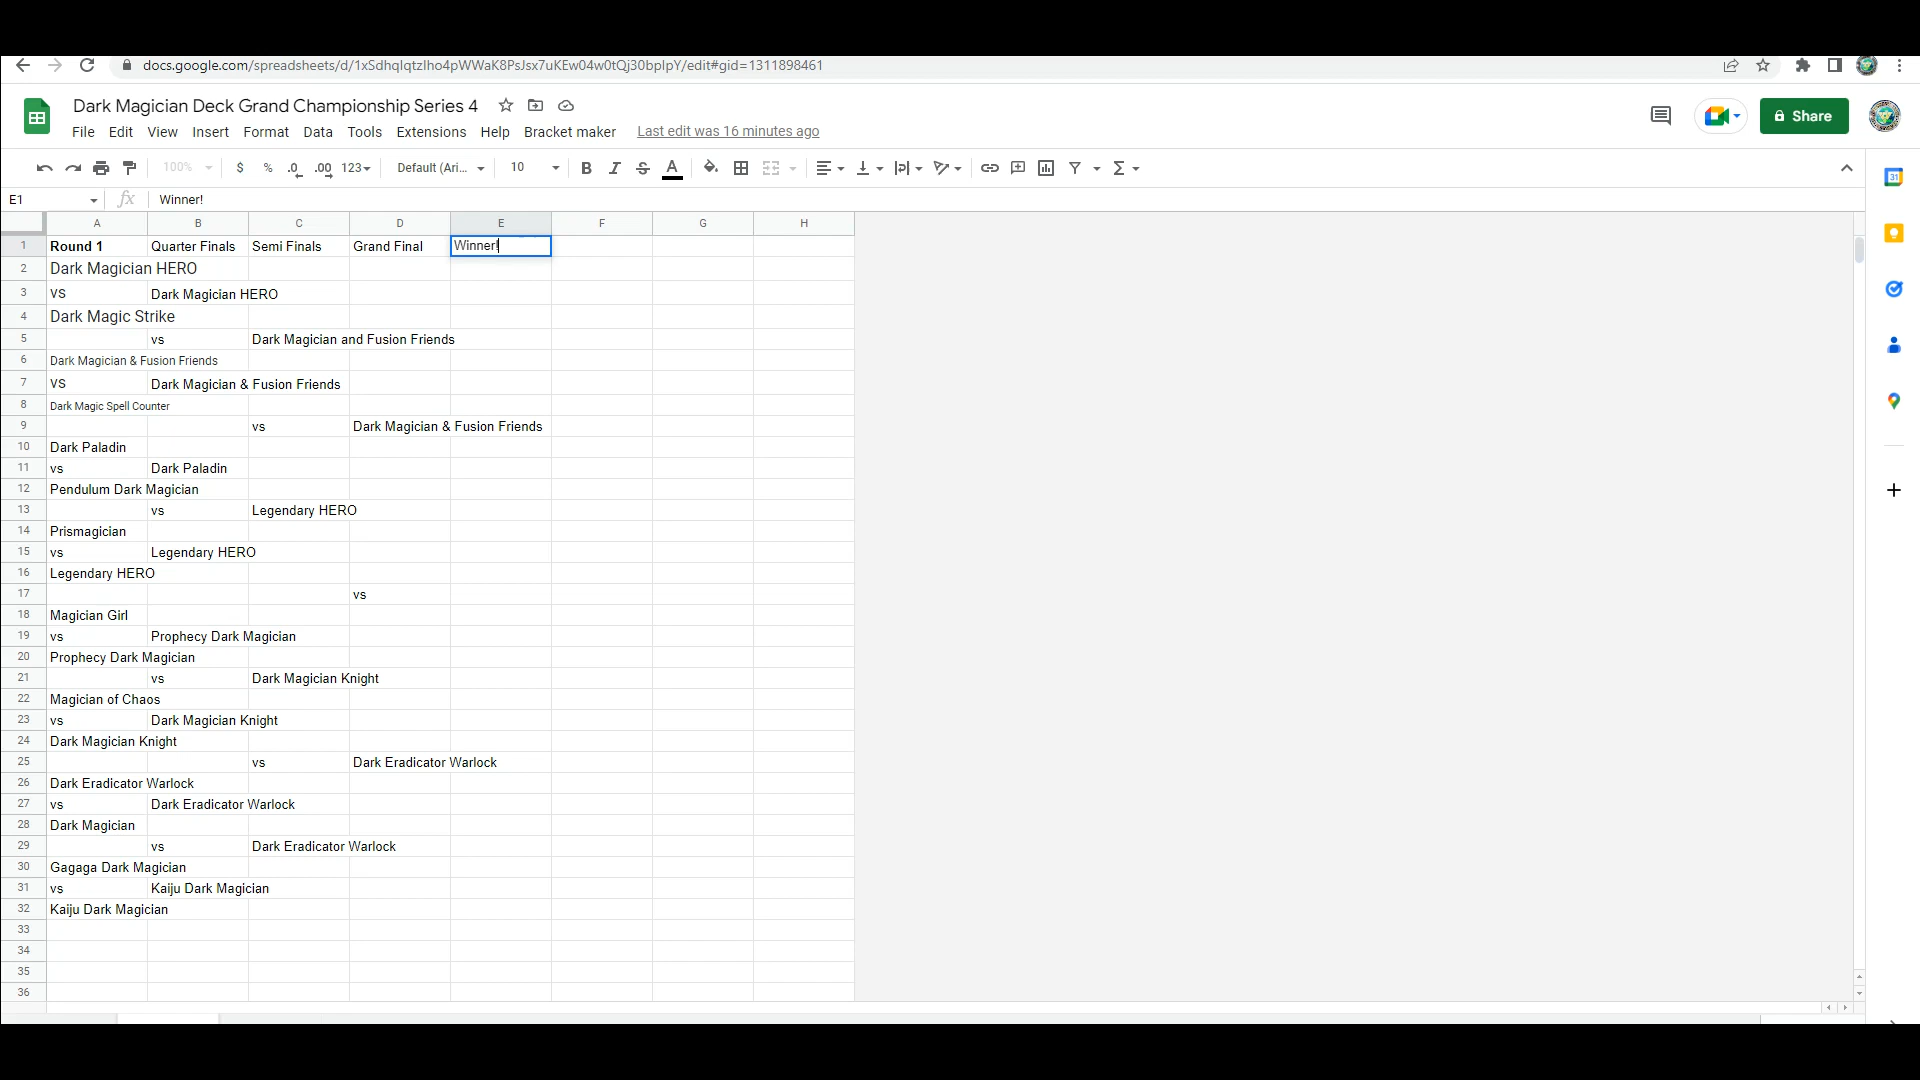 docs.google.com/spreadsheets/d/1xSdhqIqtzIho4pWWaK8PsJsx7uKEw04w0tQj30bpIpY/edit#gid=1311898461
Dark Magician Deck Grand Championship Series 4
File Edit View Insert Format Data Tools Extensions Help Bracket maker Last edit was 16 minutes ago
Share
100% $ % .0 .00 123 Default (Ari... 10 B I S A Σ
31
E1 fx Winner!
A B C D E F G H
1 Round 1 Quarter Finals Semi Finals Grand Final Winner!
2 Dark Magician HERO
3 VS Dark Magician HERO
4 Dark Magic Strike
5 vs Dark Magician and Fusion Friends
6 Dark Magician & Fusion Friends
7 VS Dark Magician & Fusion Friends
8 Dark Magic Spell Counter
9 vs Dark Magician & Fusion Friends
10 Dark Paladin
11 vs Dark Paladin
12 Pendulum Dark Magician
13 vs Legendary HERO
14 Prismagician
15 vs Legendary HERO
16 Legendary HERO
17 vs
18 Magician Girl
19 vs Prophecy Dark Magician
20 Prophecy Dark Magician
21 vs Dark Magician Knight
22 Magician of Chaos
23 vs Dark Magician Knight
24 Dark Magician Knight
25 vs Dark Eradicator Warlock
26 Dark Eradicator Warlock
27 vs Dark Eradicator Warlock
28 Dark Magician
29 vs Dark Eradicator Warlock
30 Gagaga Dark Magician
31 vs Kaiju Dark Magician
32 Kaiju Dark Magician
33
34
35
36